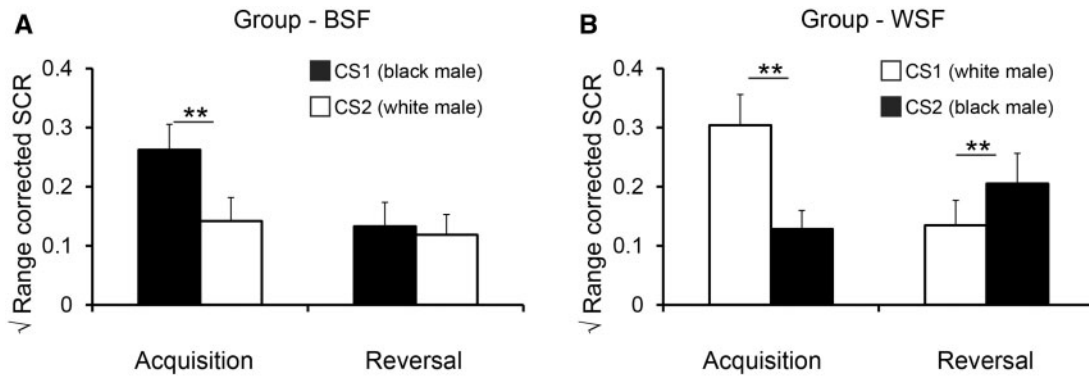 A
Group - BSF
√ Range corrected SCR
0.4
0.3
0.2
0.1
0
CS1 (black male)
CS2 (white male)
**
Acquisition
Reversal
B
Group - WSF
√ Range corrected SCR
0.4
0.3
0.2
0.1
0
CS1 (white male)
CS2 (black male)
**
**
Acquisition
Reversal